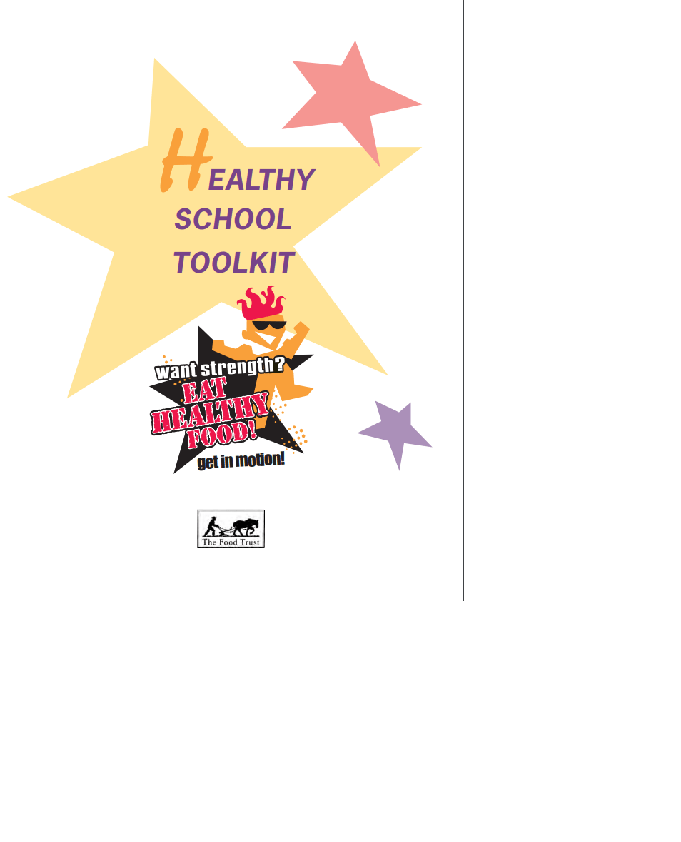 HEALTHY
SCHOOL
TOOLKIT
want strength?
EAT
HEALTHY
FOOD!
get in motion!
The Food Trust